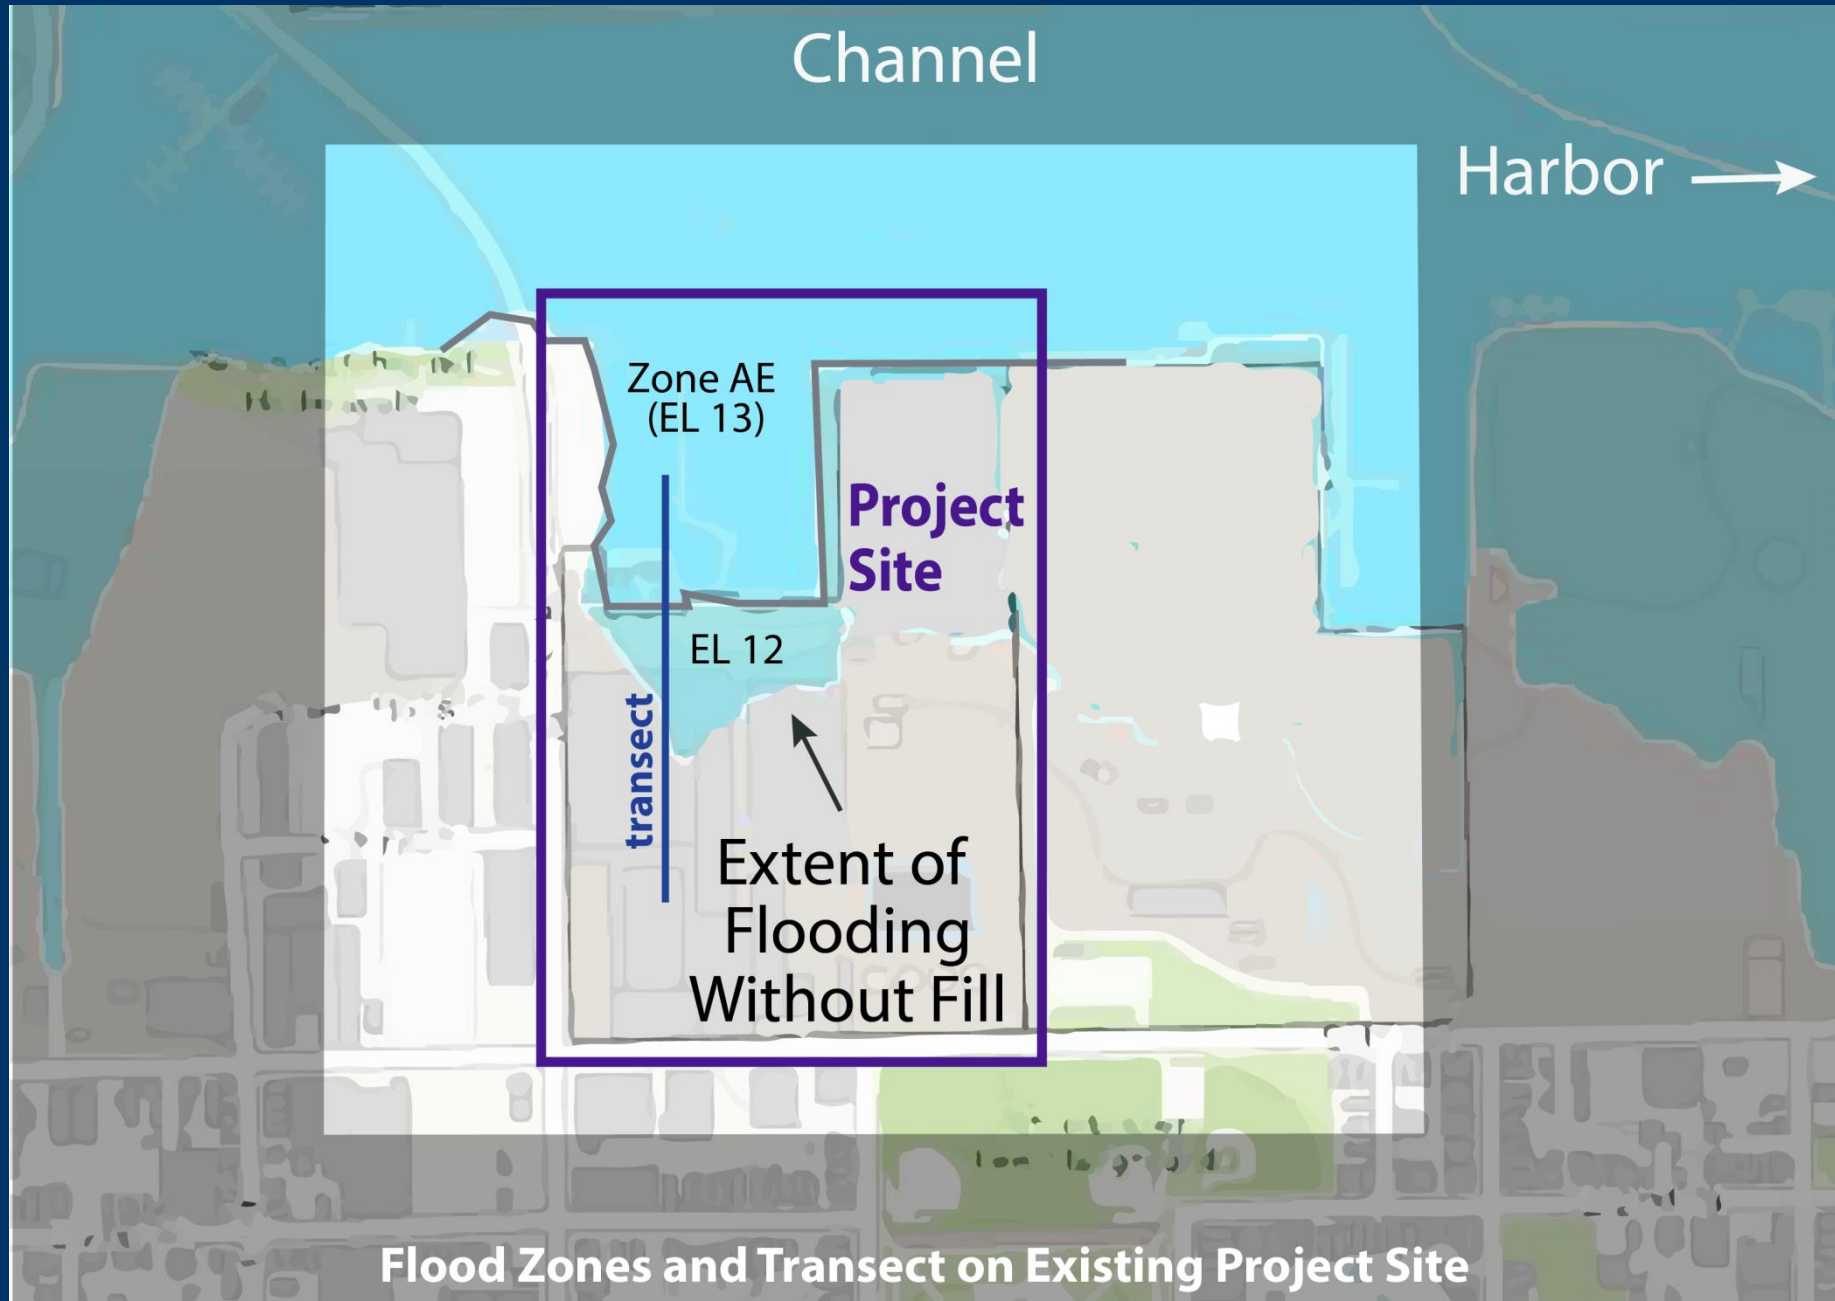 Channel
Harbor
Zone AE
(EL 13)
Project
Site
EL 12
transect
Extent of
Flooding
Without Fill
Flood Zones and Transect on Existing Project Site